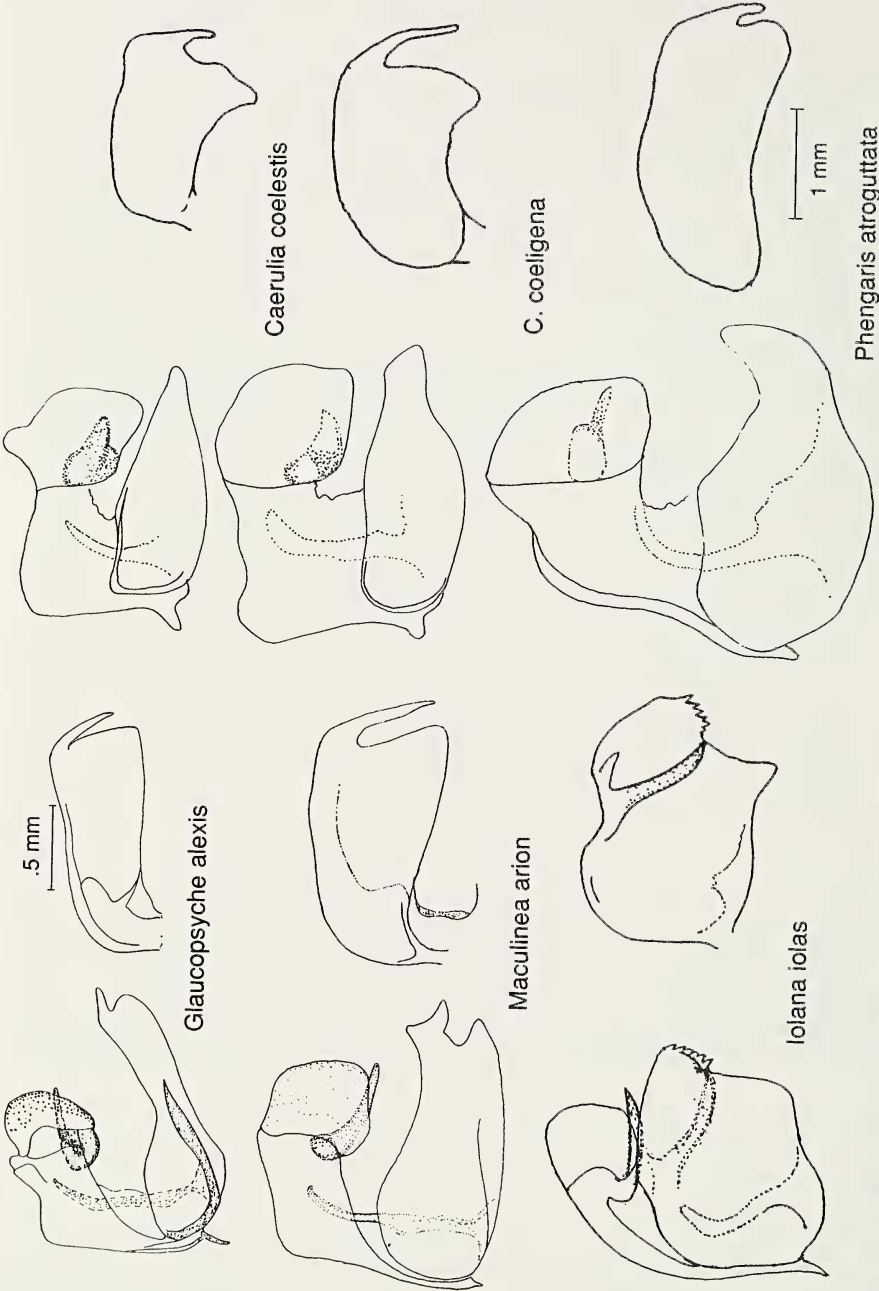 .5 mm
Glaucopsyche alexis
Maculinea arion
Iolana iolas
Caerulia coelestis
C. coeligena
1 mm
Phengaris atroguttata